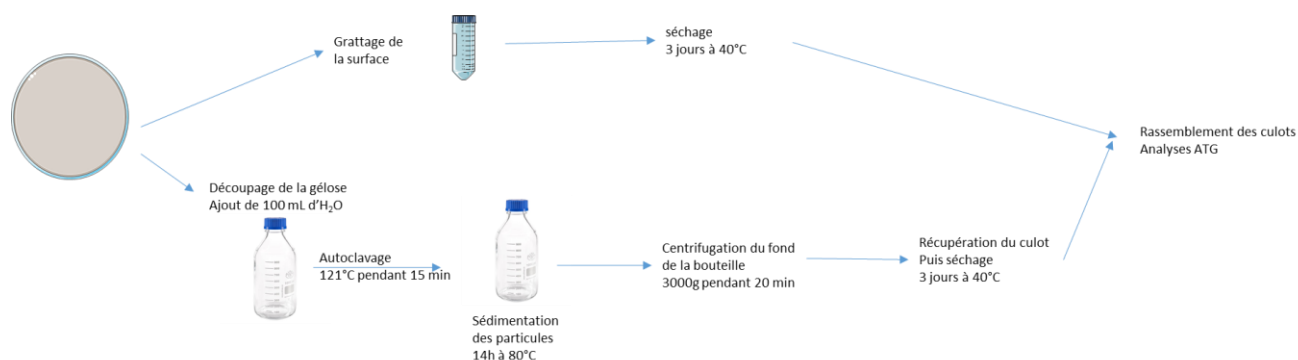 Grattage de
la surface
séchage
3 jours à 40°C
Rassemblement des culots
Analyses ATG
Découpage de la gélose
Ajout de 100 mL d'H₂O
Autoclavage
121°C pendant 15 min
Sédimentation
des particules
14h à 80°C
Centrifugation du fond
de la bouteille
3000g pendant 20 min
Récupération du culot
Puis séchage
3 jours à 40°C